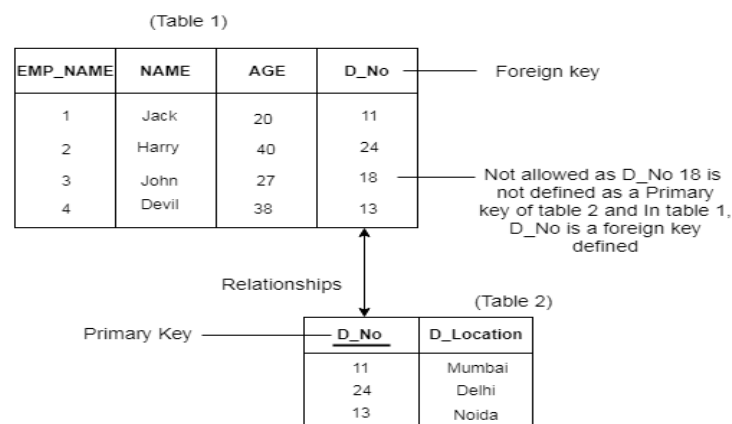 (Table 1)
EMP_NAME NAME AGE D_No Foreign key
1 Jack 20 11
2 Harry 40 24
3 John 27 18
4 Devil 38 13
Not allowed as D_No 18 is
not defined as a Primary
key of table 2 and In table 1,
D_No is a foreign key
defined
Relationships
(Table 2)
Primary Key D_No D_Location
11 Mumbai
24 Delhi
13 Noida